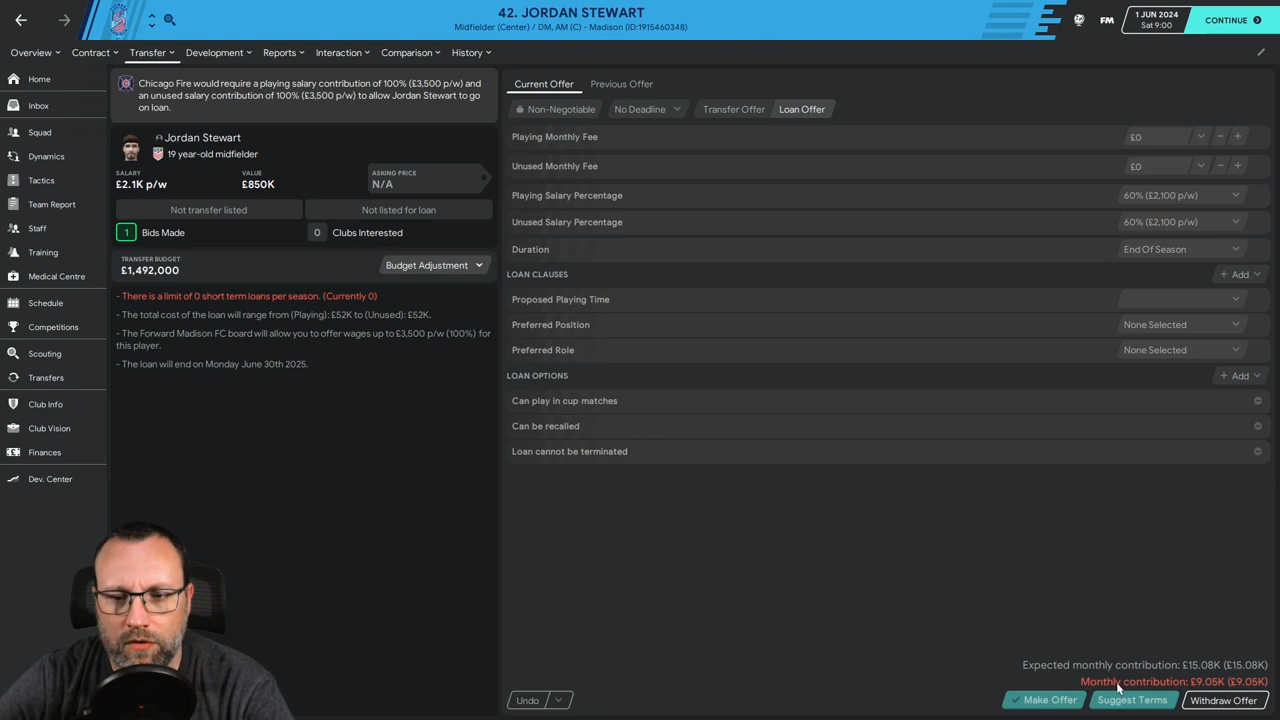 42. JORDAN STEWART
Midfielder (Center) / DM, AM (C) - Madison (ID:1915460348)
FM
1 JUN 2024
Sat 9:00
CONTINUE
Overview
Contract
Transfer
Development
Reports
Interaction
Comparison
History
Home
Inbox
Squad
Dynamics
Tactics
Team Report
Staff
Training
Medical Centre
Schedule
Competitions
Scouting
Transfers
Club Info
Club Vision
Finances
Dev. Center
Chicago Fire would require a playing salary contribution of 100% (£3,500 p/w) and
an unused salary contribution of 100% (£3,500 p/w) to allow Jordan Stewart to go
on loan.
Jordan Stewart
19 year-old midfielder
SALARY
£2.1K p/w
VALUE
£850K
ASKING PRICE
N/A
Not transfer listed
Not listed for loan
1 Bids Made
0 Clubs Interested
TRANSFER BUDGET
£1,492,000
Budget Adjustment
- There is a limit of 0 short term loans per season. (Currently 0)
- The total cost of the loan will range from (Playing): £52K to (Unused): £52K.
- The Forward Madison FC board will allow you to offer wages up to £3,500 p/w (100%) for
this player.
- The loan will end on Monday June 30th 2025.
Current Offer
Previous Offer
Non-Negotiable
No Deadline
Transfer Offer
Loan Offer
Playing Monthly Fee
£0
Unused Monthly Fee
£0
Playing Salary Percentage
60% (£2,100 p/w)
Unused Salary Percentage
60% (£2,100 p/w)
Duration
End Of Season
LOAN CLAUSES
+ Add
Proposed Playing Time
Preferred Position
None Selected
Preferred Role
None Selected
LOAN OPTIONS
+ Add
Can play in cup matches
Can be recalled
Loan cannot be terminated
Expected monthly contribution: £15.08K (£15.08K)
Monthly contribution: £9.05K (£9.05K)
Undo
Make Offer
Suggest Terms
Withdraw Offer